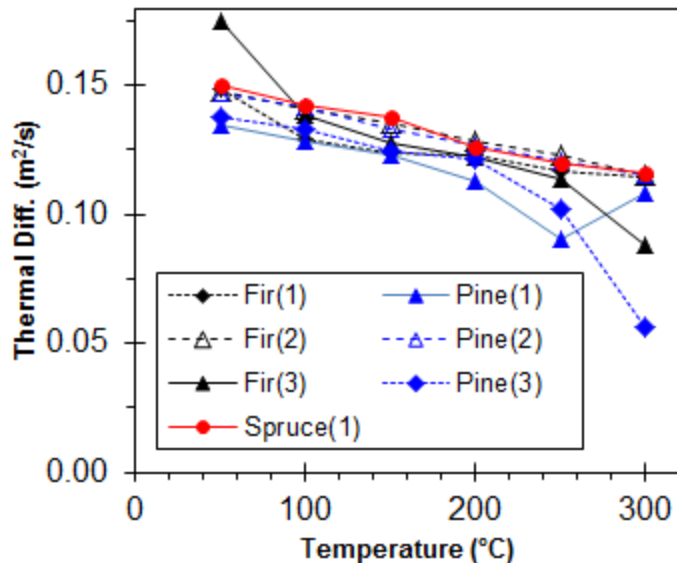 Thermal Diff. (m²/s)
0.15
0.10
0.05
0.00
Fir(1)
Pine(1)
Fir(2)
Pine(2)
Fir(3)
Pine(3)
Spruce(1)
0 100 200 300
Temperature (°C)